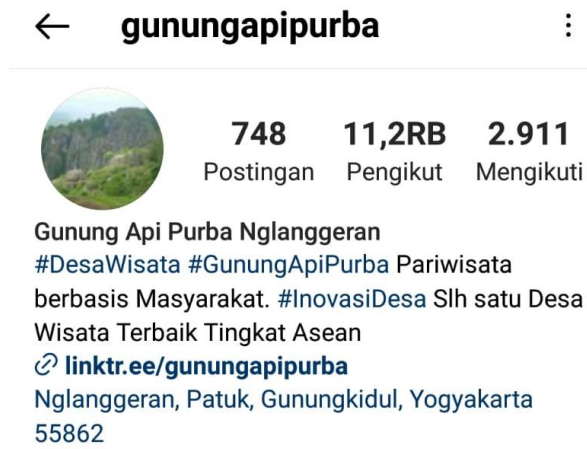 gunungapipurba
748 11,2RB 2.911
Postingan Pengikut Mengikuti
Gunung Api Purba Nglanggeran
#DesaWisata #GunungApiPurba Pariwisata
berbasis Masyarakat. #InovasiDesa Slh satu Desa
Wisata Terbaik Tingkat Asean
linktr.ee/gunungapipurba
Nglanggeran, Patuk, Gunungkidul, Yogyakarta
55862